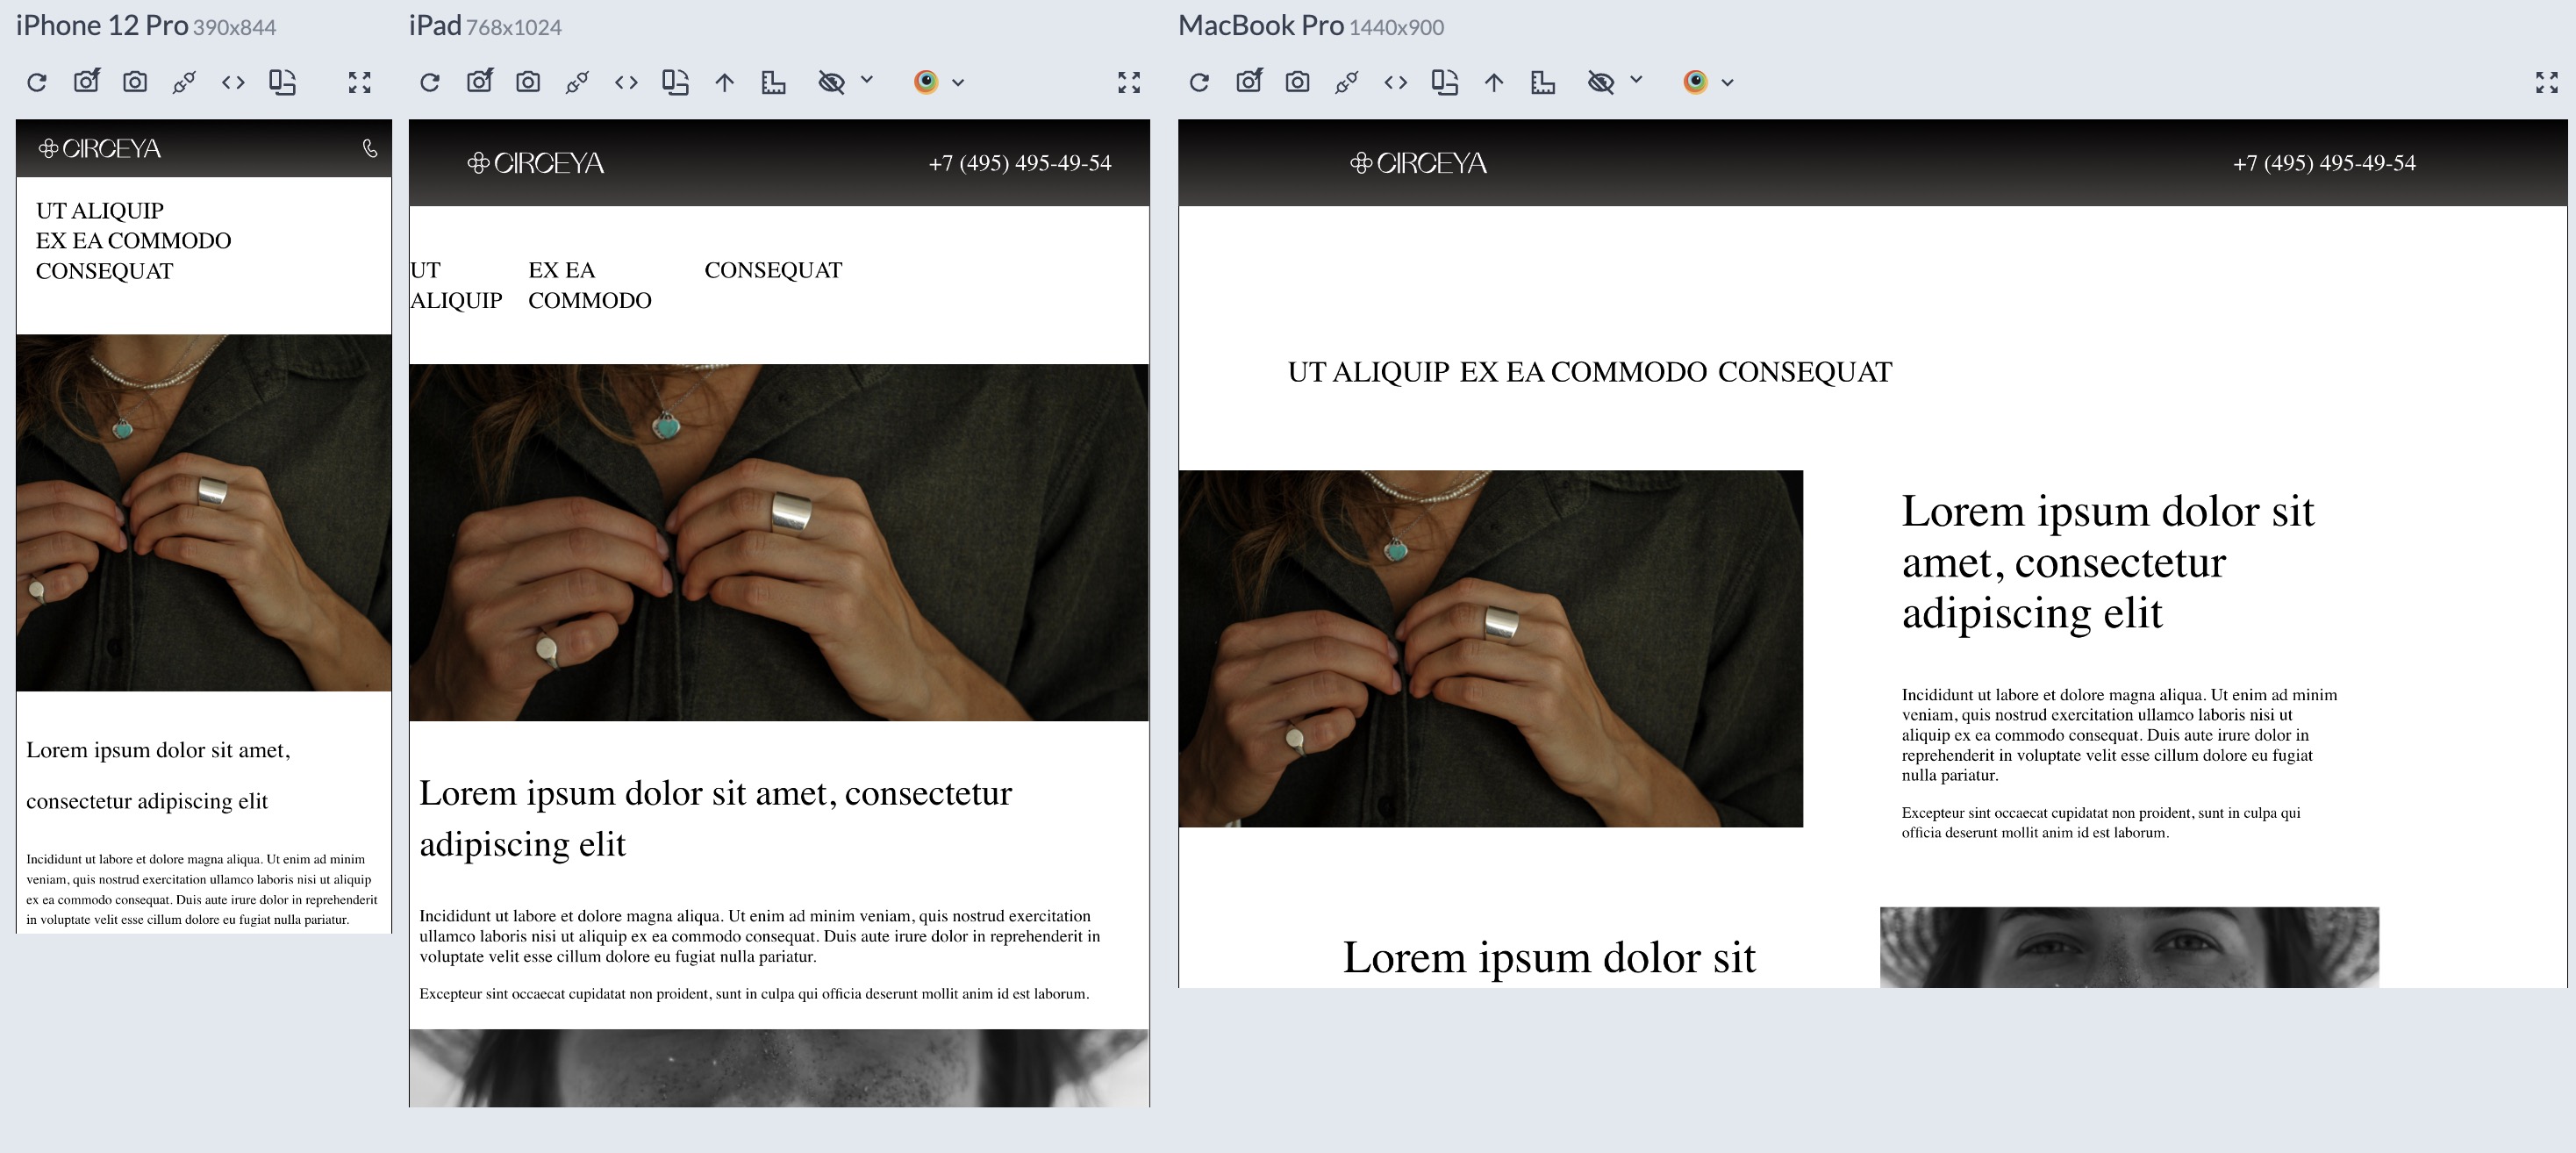 iPhone 12 Pro 390x844
CIRCEYA
UT ALIQUIP
EX EA COMMODO
CONSEQUAT
Lorem ipsum dolor sit amet,
consectetur adipiscing elit
Incididunt ut labore et dolore magna aliqua. Ut enim ad minim
veniam, quis nostrud exercitation ullamco laboris nisi ut aliquip
ex ea commodo consequat. Duis aute irure dolor in reprehenderit
in voluptate velit esse cillum dolore eu fugiat nulla pariatur.
iPad 768x1024
CIRCEYA
+7 (495) 495-49-54
UT
ALIQUIP
EX EA
COMMODO
CONSEQUAT
Lorem ipsum dolor sit amet, consectetur
adipiscing elit
Incididunt ut labore et dolore magna aliqua. Ut enim ad minim veniam, quis nostrud exercitation
ullamco laboris nisi ut aliquip ex ea commodo consequat. Duis aute irure dolor in reprehenderit in
voluptate velit esse cillum dolore eu fugiat nulla pariatur.
Excepteur sint occaecat cupidatat non proident, sunt in culpa qui officia deserunt mollit anim id est laborum.
MacBook Pro 1440x900
CIRCEYA
+7 (495) 495-49-54
UT ALIQUIP EX EA COMMODO CONSEQUAT
Lorem ipsum dolor sit
amet, consectetur
adipiscing elit
Incididunt ut labore et dolore magna aliqua. Ut enim ad minim
veniam, quis nostrud exercitation ullamco laboris nisi ut
aliquip ex ea commodo consequat. Duis aute irure dolor in
reprehenderit in voluptate velit esse cillum dolore eu fugiat
nulla pariatur.
Excepteur sint occaecat cupidatat non proident, sunt in culpa qui
officia deserunt mollit anim id est laborum.
Lorem ipsum dolor sit